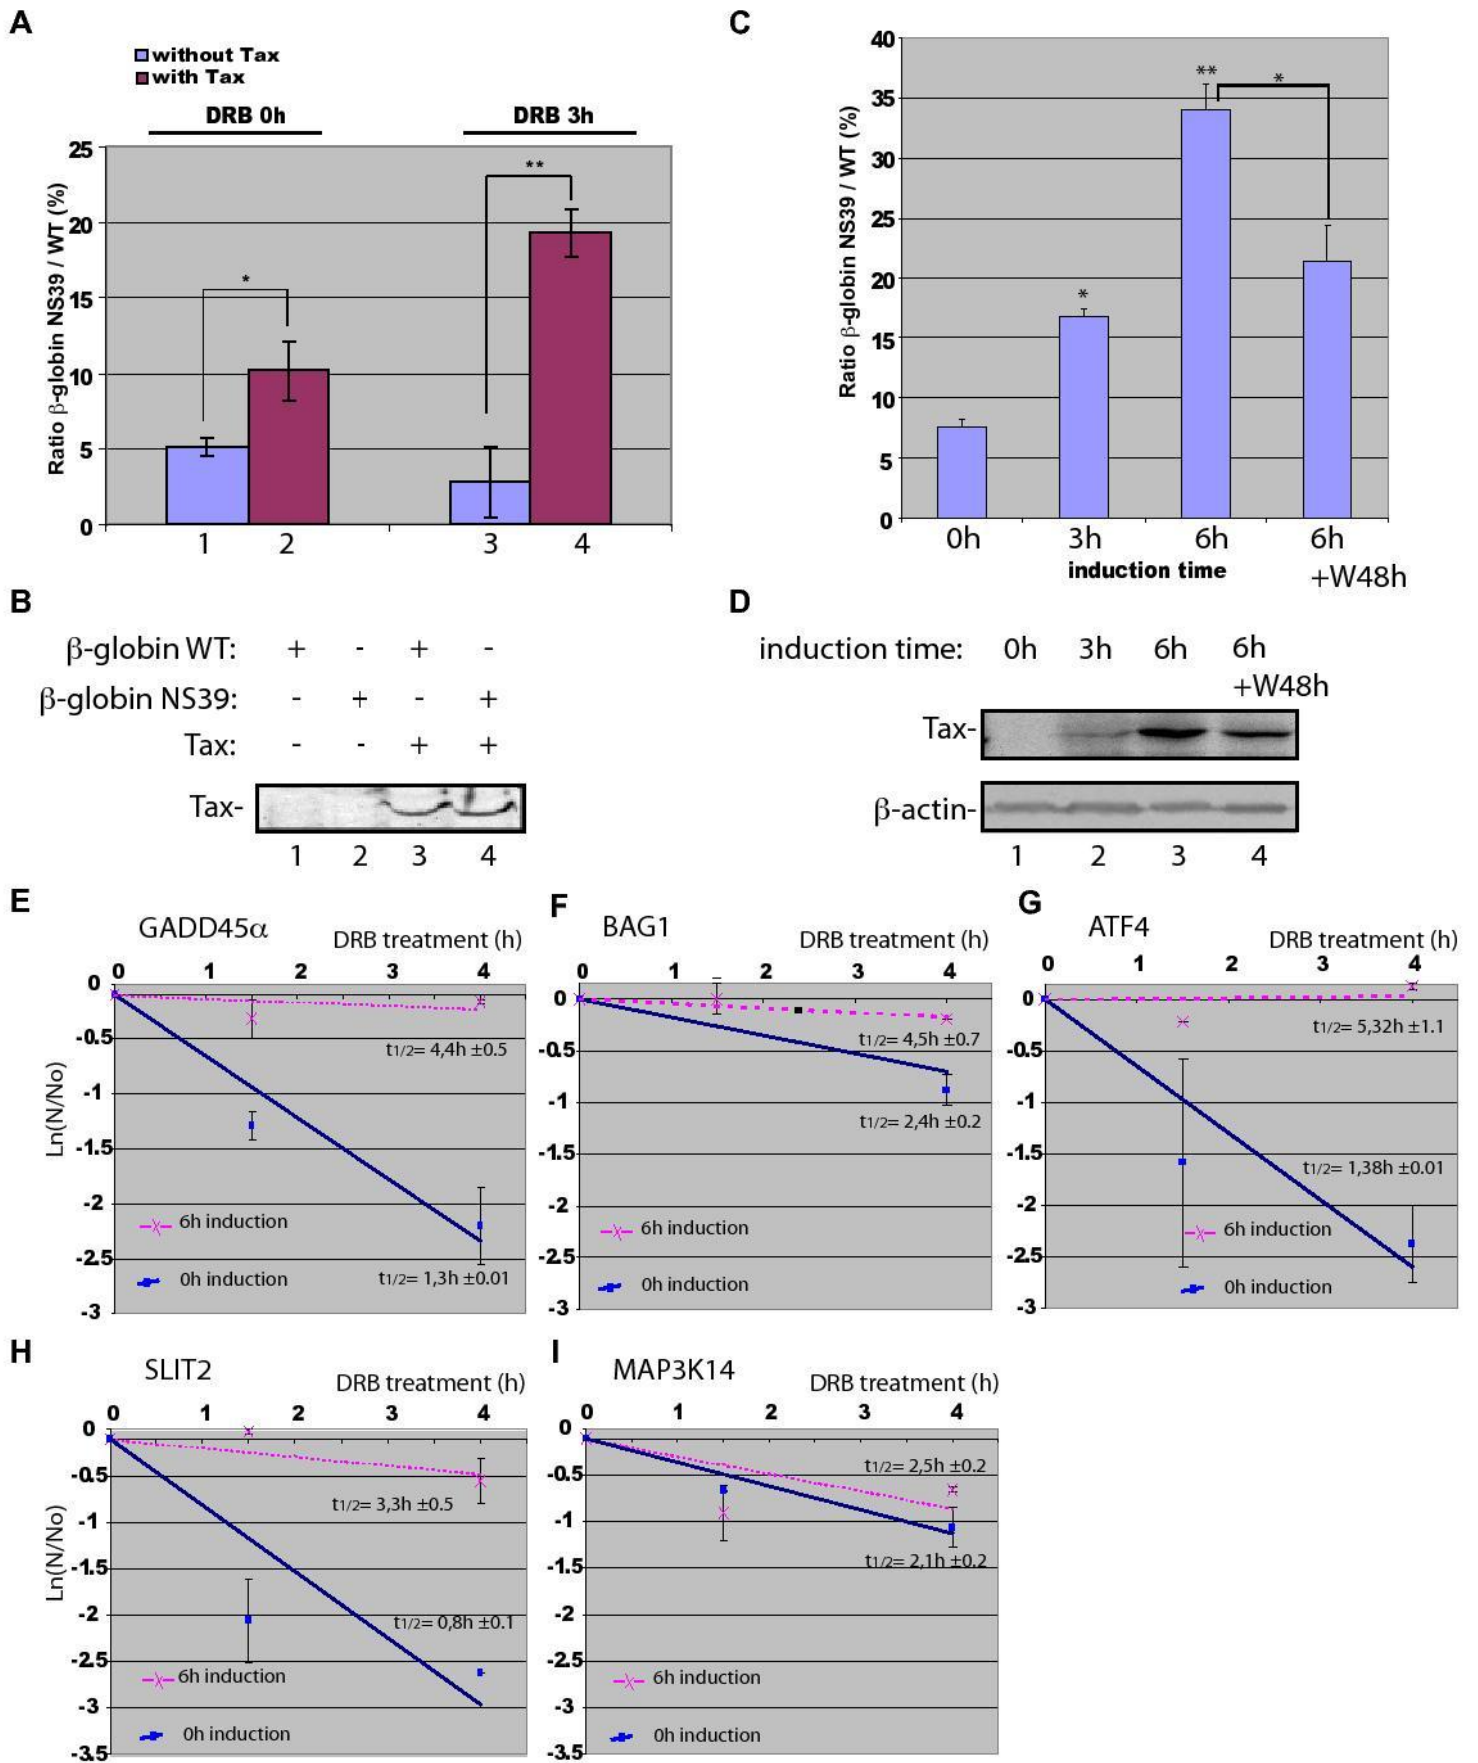 A
without Tax
with Tax
DRB 0h
DRB 3h
Ratio β-globin NS39 / WT (%)
25
20
15
10
5
0
*
**
1
2
3
4
C
Ratio β-globin NS39 / WT (%)
40
35
30
25
20
15
10
5
0
*
**
*
0h
3h
6h
6h
+W48h
induction time
B
β-globin WT: + - + -
β-globin NS39: - + - +
Tax: - - + +
Tax-
1 2 3 4
D
induction time: 0h 3h 6h 6h
+W48h
Tax-
β-actin-
1 2 3 4
E
GADD45α
DRB treatment (h)
0 1 2 3 4
Ln(N/No)
0
-0.5
-1
-1.5
-2
-2.5
-3
t1/2= 4,4h ±0.5
6h induction
0h induction
t1/2= 1,3h ±0.01
F
BAG1
DRB treatment (h)
0 1 2 3 4
0
-0.5
-1
-1.5
-2
-25
-3
t1/2= 4,5h ±0.7
t1/2= 2,4h ±0.2
6h induction
0h induction
G
ATF4
DRB treatment (h)
0 1 2 3 4
0
-0.5
-1
-1.5
-2
-2.5
-3
t1/2= 5,32h ±1.1
t1/2= 1,38h ±0.01
6h induction
0h induction
H
SLIT2
DRB treatment (h)
0 1 2 3 4
Ln(N/No)
0
-0.5
-1
-1.5
-2
-2.5
-3
-3.5
t1/2= 3,3h ±0.5
t1/2= 0,8h ±0.1
6h induction
0h induction
I
MAP3K14
DRB treatment (h)
0 1 2 3 4
0
-0.5
-1
-1.5
-2
-2.5
-3
-3.5
t1/2= 2,5h ±0.2
t1/2= 2,1h ±0.2
6h induction
0h induction